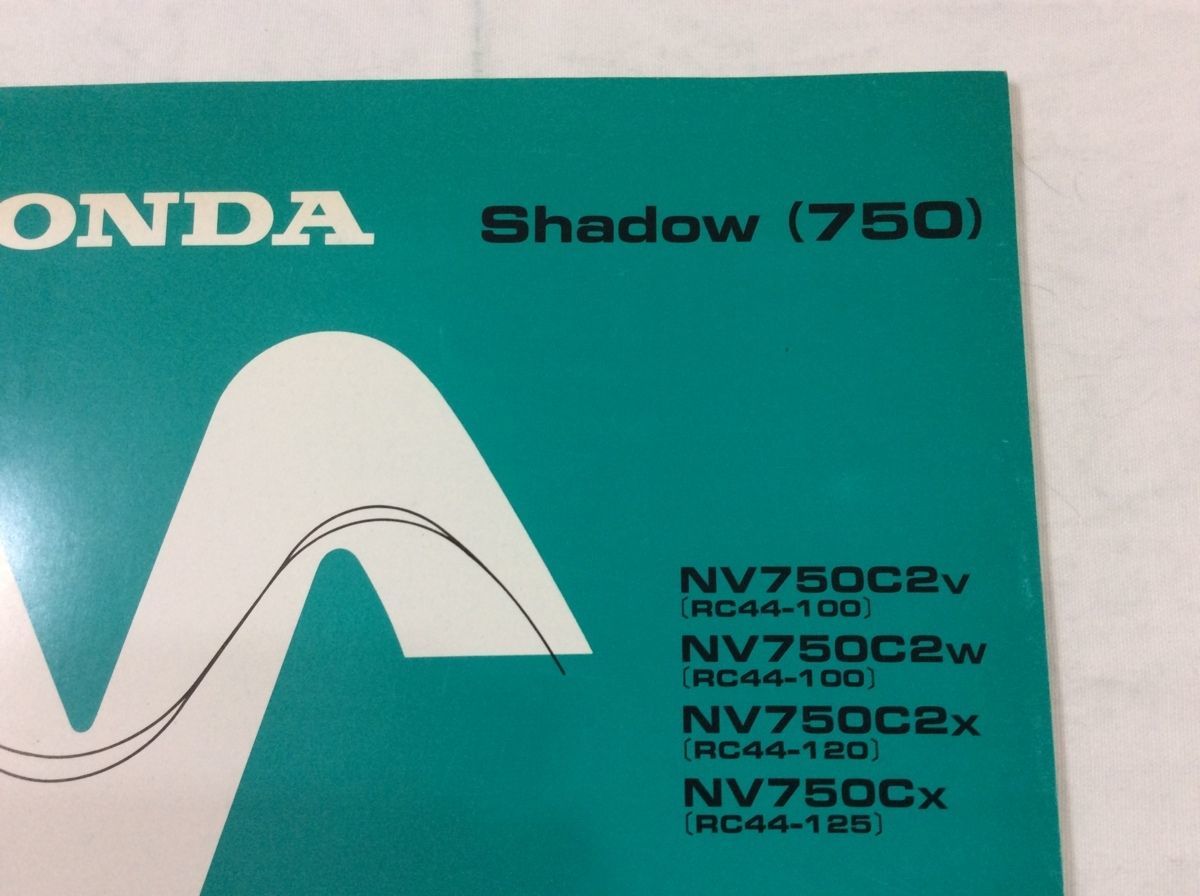 ONDA
Shadow (750)
NV750C2V
〔RC44-100〕
NV750C2W
〔RC44-100〕
NV750C2X
〔RC44-120〕
NV750CX
〔RC44-125〕